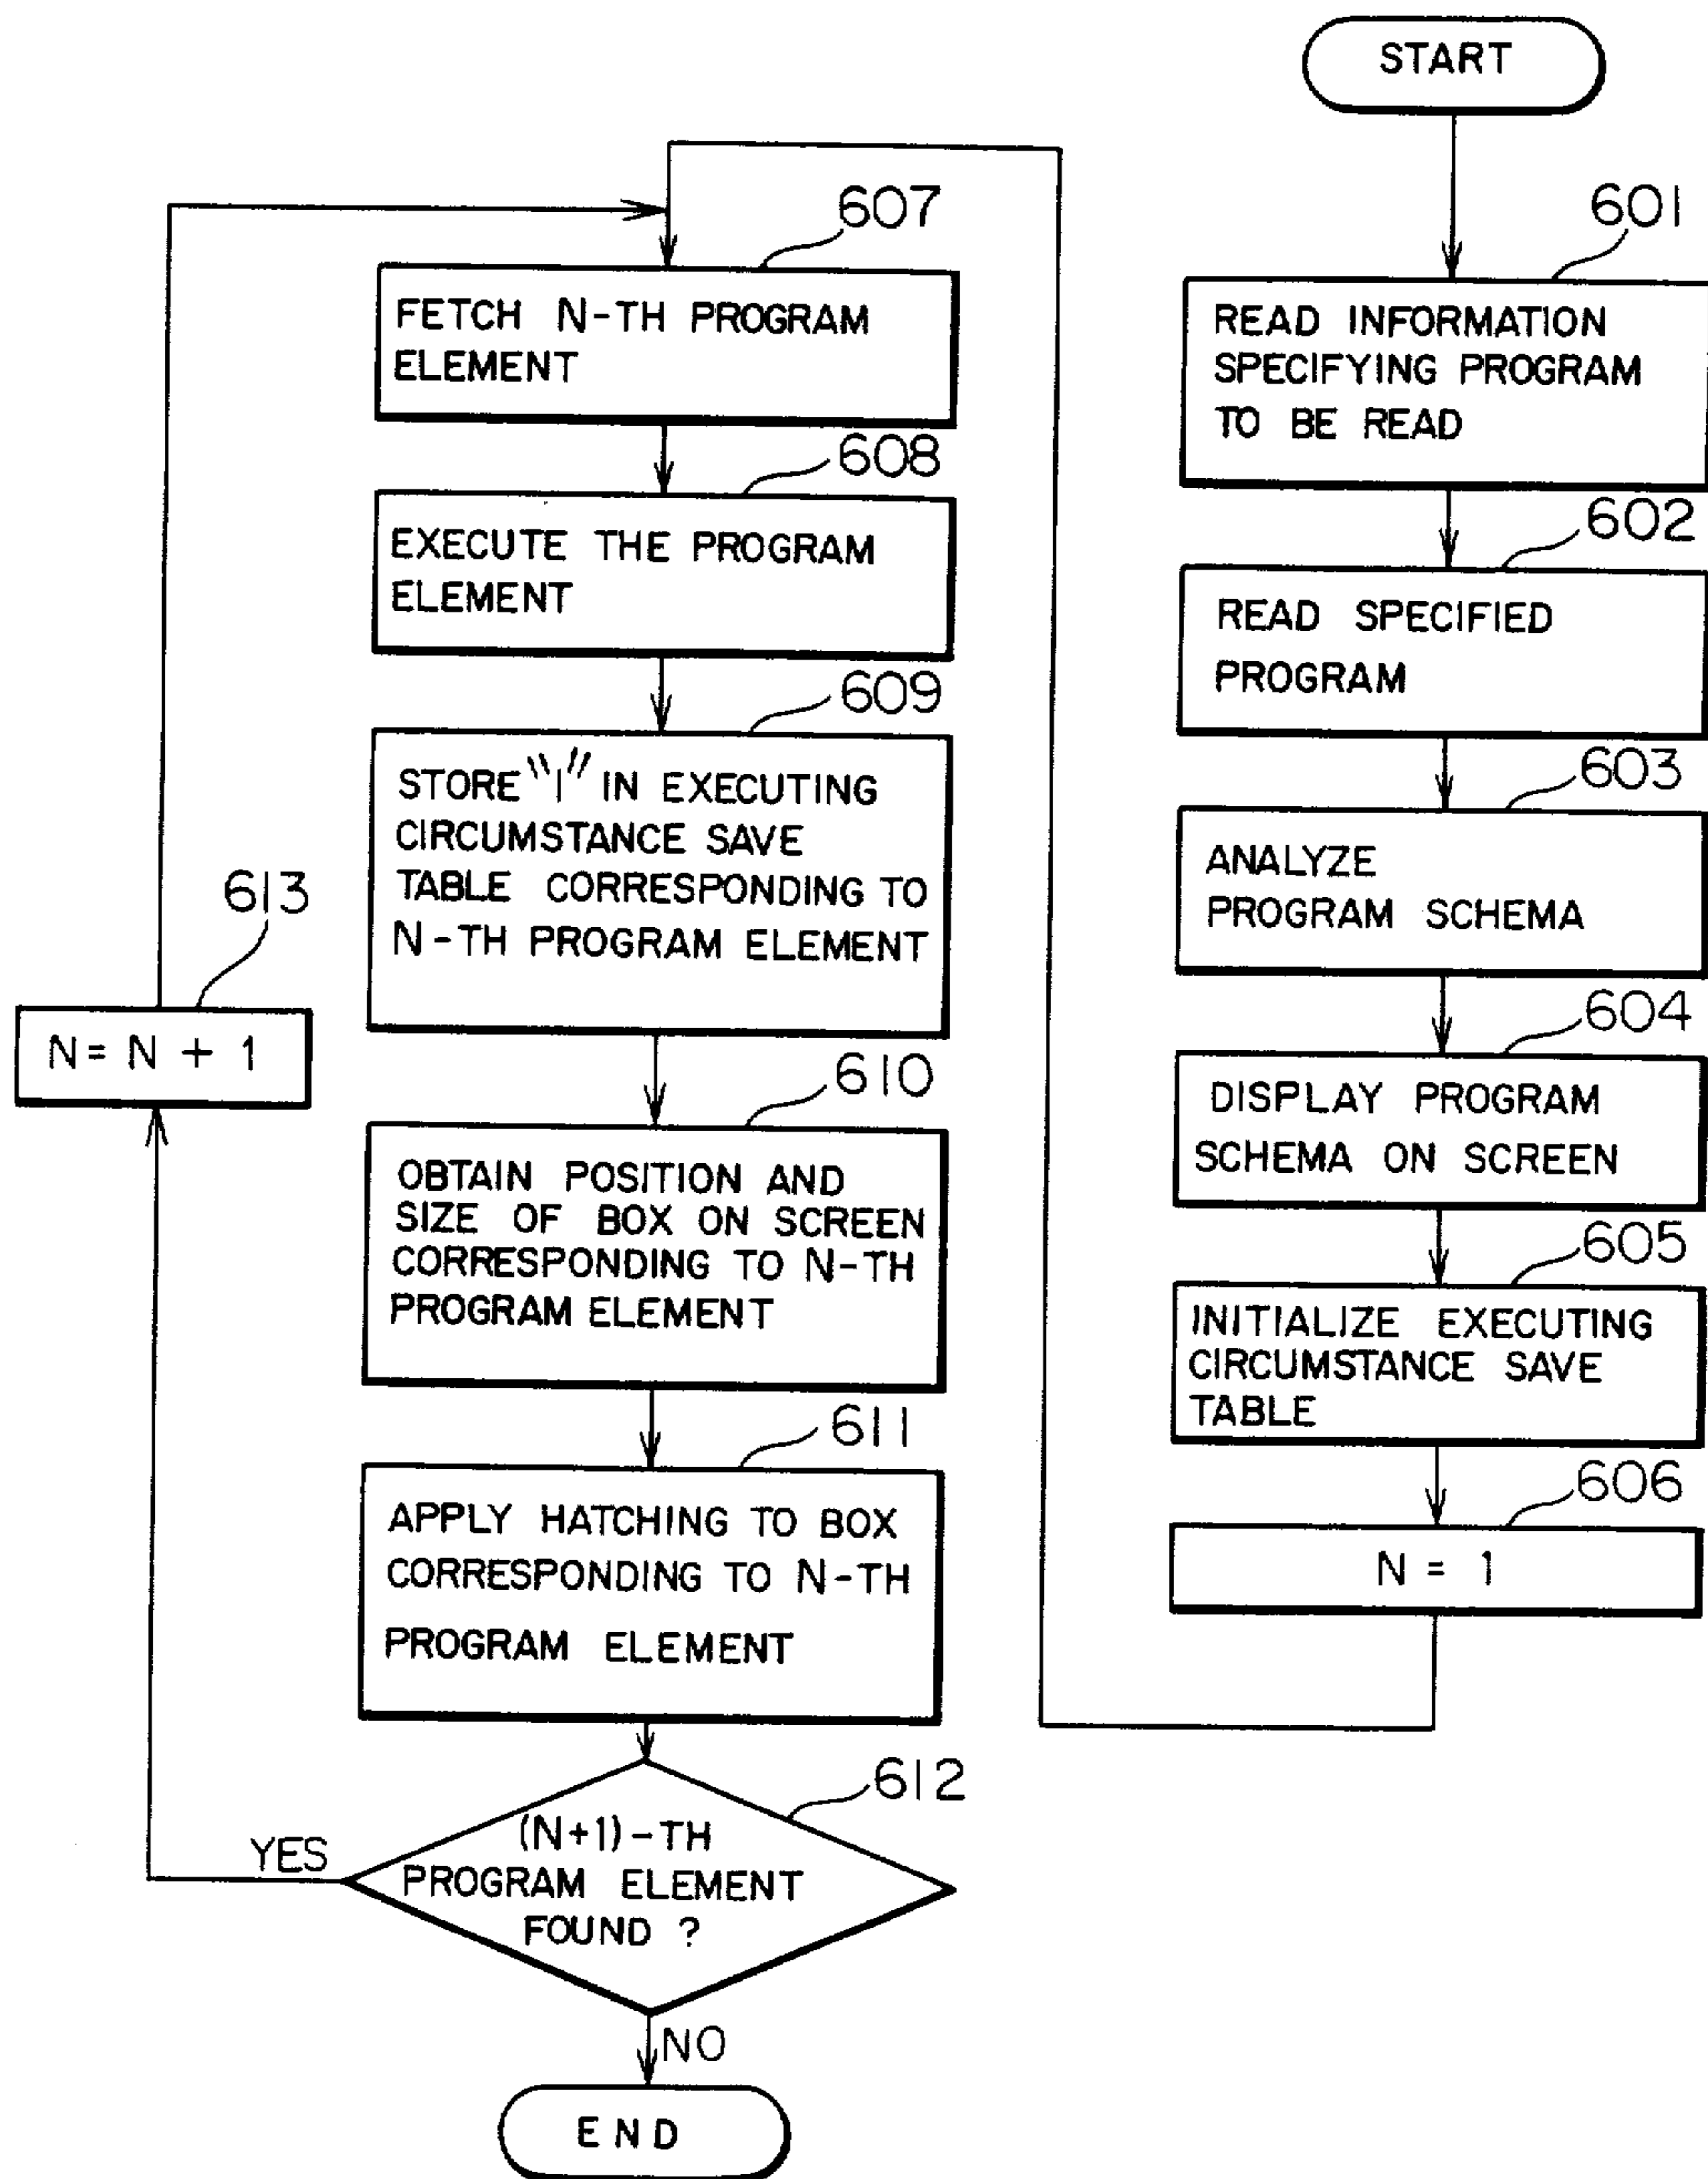 START
601
READ INFORMATION
SPECIFYING PROGRAM
TO BE READ
602
READ SPECIFIED
PROGRAM
603
ANALYZE
PROGRAM SCHEMA
604
DISPLAY PROGRAM
SCHEMA ON SCREEN
605
INITIALIZE EXECUTING
CIRCUMSTANCE SAVE
TABLE
606
N = 1
607
FETCH N-TH PROGRAM
ELEMENT
608
EXECUTE THE PROGRAM
ELEMENT
609
STORE "1" IN EXECUTING
CIRCUMSTANCE SAVE
TABLE CORRESPONDING TO
N-TH PROGRAM ELEMENT
610
OBTAIN POSITION AND
SIZE OF BOX ON SCREEN
CORRESPONDING TO N-TH
PROGRAM ELEMENT
611
APPLY HATCHING TO BOX
CORRESPONDING TO N-TH
PROGRAM ELEMENT
612
(N+1)-TH
PROGRAM ELEMENT
FOUND ?
YES
613
N = N + 1
NO
END